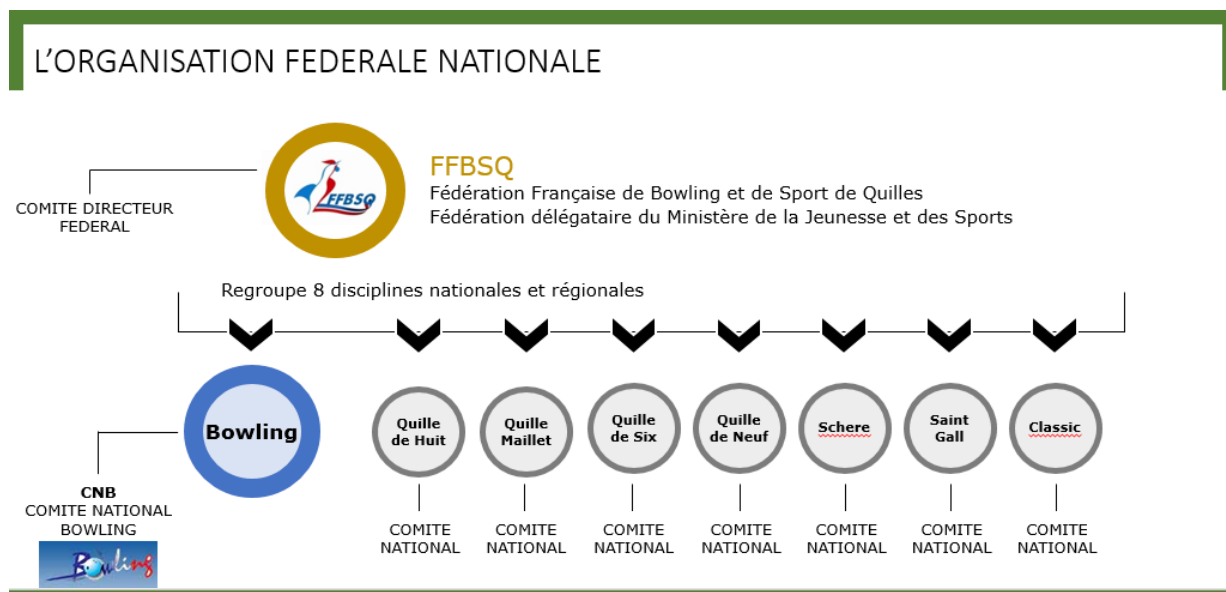 L'ORGANISATION FEDERALE NATIONALE
FFBSQ
FFBSQ
Fédération Française de Bowling et de Sport de Quilles
Fédération délégataire du Ministère de la Jeunesse et des Sports
COMITE DIRECTEUR
FEDERAL
Regroupe 8 disciplines nationales et régionales
Bowling
Quille
de Huit
Quille
Maillet
Quille
de Six
Quille
de Neuf
Schere
Saint
Gall
Classic
CNB
COMITE NATIONAL
BOWLING
Bowling
COMITE
NATIONAL
COMITE
NATIONAL
COMITE
NATIONAL
COMITE
NATIONAL
COMITE
NATIONAL
COMITE
NATIONAL
COMITE
NATIONAL